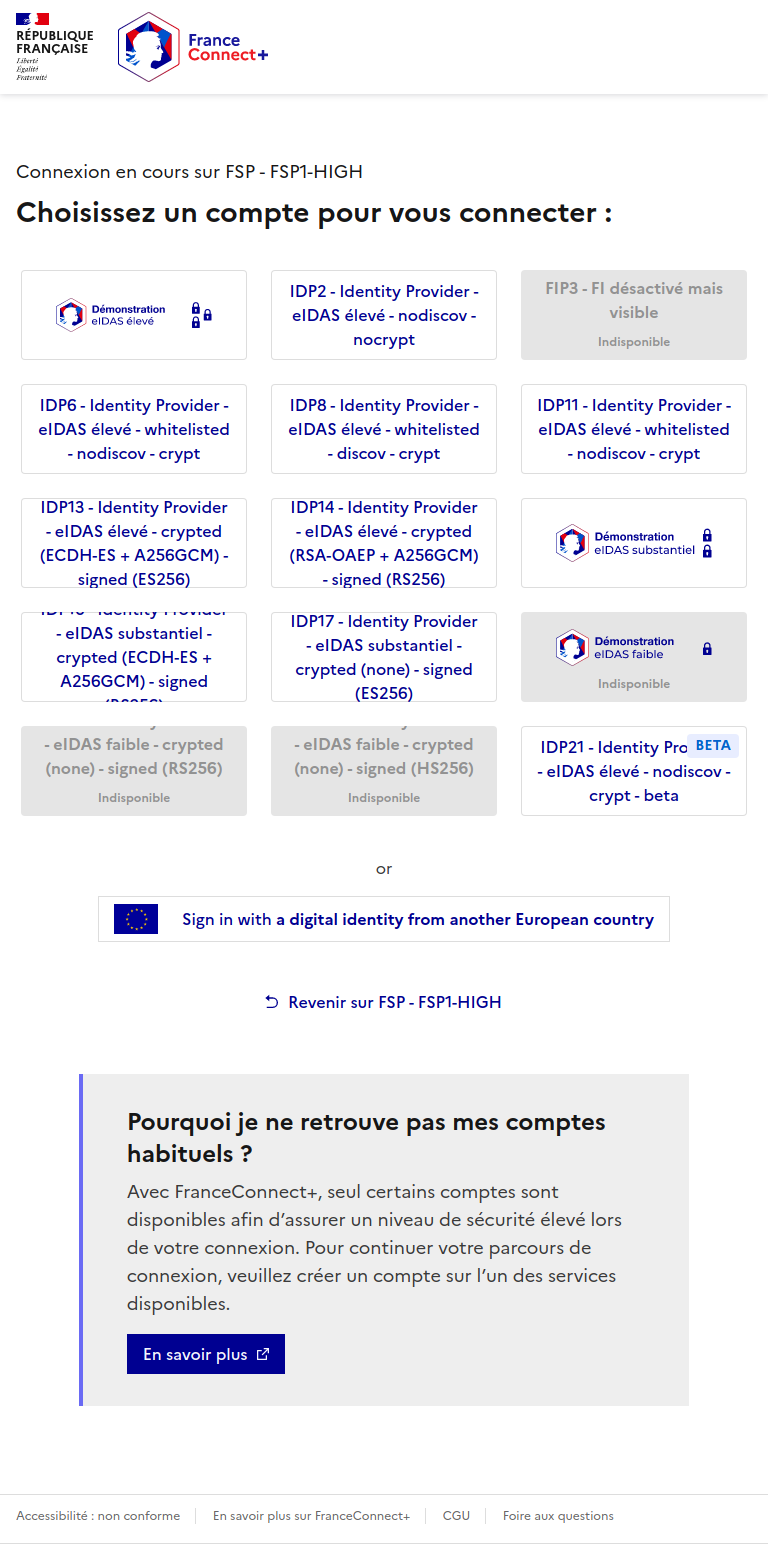 RÉPUBLIQUE
FRANÇAISE
Liberté
Égalité
Fraternité
France
Connect+
Connexion en cours sur FSP - FSP1-HIGH
Choisissez un compte pour vous connecter :
Démonstration
eIDAS élevé
IDP2 - Identity Provider -
eIDAS élevé - nodiscov -
nocrypt
FIP3 - FI désactivé mais
visible
Indisponible
IDP6 - Identity Provider -
eIDAS élevé - whitelisted
- nodiscov - crypt
IDP8 - Identity Provider -
eIDAS élevé - whitelisted
- discov - crypt
IDP11 - Identity Provider -
eIDAS élevé - whitelisted
- nodiscov - crypt
IDP13 - Identity Provider
- eIDAS élevé - crypted
(ECDH-ES + A256GCM) -
signed (ES256)
IDP14 - Identity Provider
- eIDAS élevé - crypted
(RSA-OAEP + A256GCM)
- signed (RS256)
Démonstration
eIDAS substantiel
- Identity Provider
- eIDAS substantiel -
crypted (ECDH-ES +
A256GCM) - signed
IDP17 - Identity Provider
- eIDAS substantiel -
crypted (none) - signed
(ES256)
Démonstration
eIDAS faible
Indisponible
- eIDAS faible - crypted
(none) - signed (RS256)
Indisponible
- eIDAS faible - crypted
(none) - signed (HS256)
Indisponible
IDP21 - Identity Pro
BETA
- eIDAS élevé - nodiscov -
crypt - beta
or
Sign in with a digital identity from another European country
Revenir sur FSP - FSP1-HIGH
Pourquoi je ne retrouve pas mes comptes
habituels ?
Avec FranceConnect+, seul certains comptes sont
disponibles afin d’assurer un niveau de sécurité élevé lors
de votre connexion. Pour continuer votre parcours de
connexion, veuillez créer un compte sur l’un des services
disponibles.
En savoir plus
Accessibilité : non conforme
En savoir plus sur FranceConnect+
CGU
Foire aux questions